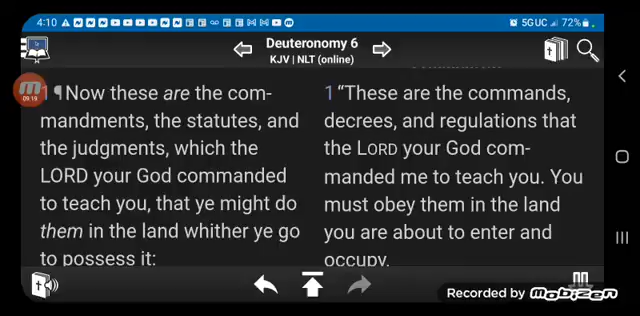 4:10
5GUC 72%
Deuteronomy 6
KJV | NLT (online)
09:19
1 ¶ Now these are the com-
mandments, the statutes, and
the judgments, which the
LORD your God commanded
to teach you, that ye might do
them in the land whither ye go
to possess it:
1 “These are the commands,
decrees, and regulations that
the LORD your God com-
manded me to teach you. You
must obey them in the land
you are about to enter and
occupy.
Recorded by mobizen